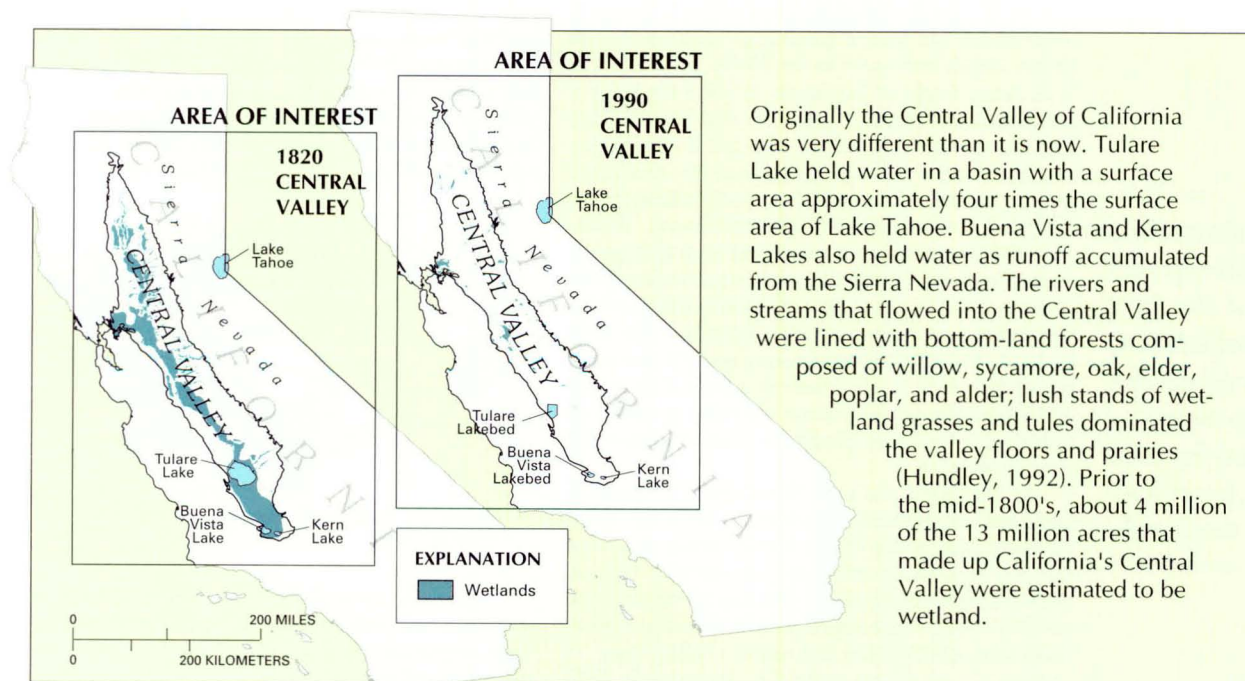 AREA OF INTEREST
1820
CENTRAL
VALLEY
Sierra Nevada
CALIFORNIA
CENTRAL VALLEY
Lake
Tahoe
Tulare
Lake
Buena
Vista
Lake
Kern
Lake
0 200 MILES
0 200 KILOMETERS
AREA OF INTEREST
1990
CENTRAL
VALLEY
Sierra Nevada
CALIFORNIA
CENTRAL VALLEY
Lake
Tahoe
Tulare
Lakebed
Buena
Vista
Lakebed
Kern
Lake
EXPLANATION
Wetlands
Originally the Central Valley of California
was very different than it is now. Tulare
Lake held water in a basin with a surface
area approximately four times the surface
area of Lake Tahoe. Buena Vista and Kern
Lakes also held water as runoff accumulated
from the Sierra Nevada. The rivers and
streams that flowed into the Central Valley
were lined with bottom-land forests com-
posed of willow, sycamore, oak, elder,
poplar, and alder; lush stands of wet-
land grasses and tules dominated
the valley floors and prairies
(Hundley, 1992). Prior to
the mid-1800's, about 4 million
of the 13 million acres that
made up California's Central
Valley were estimated to be
wetland.